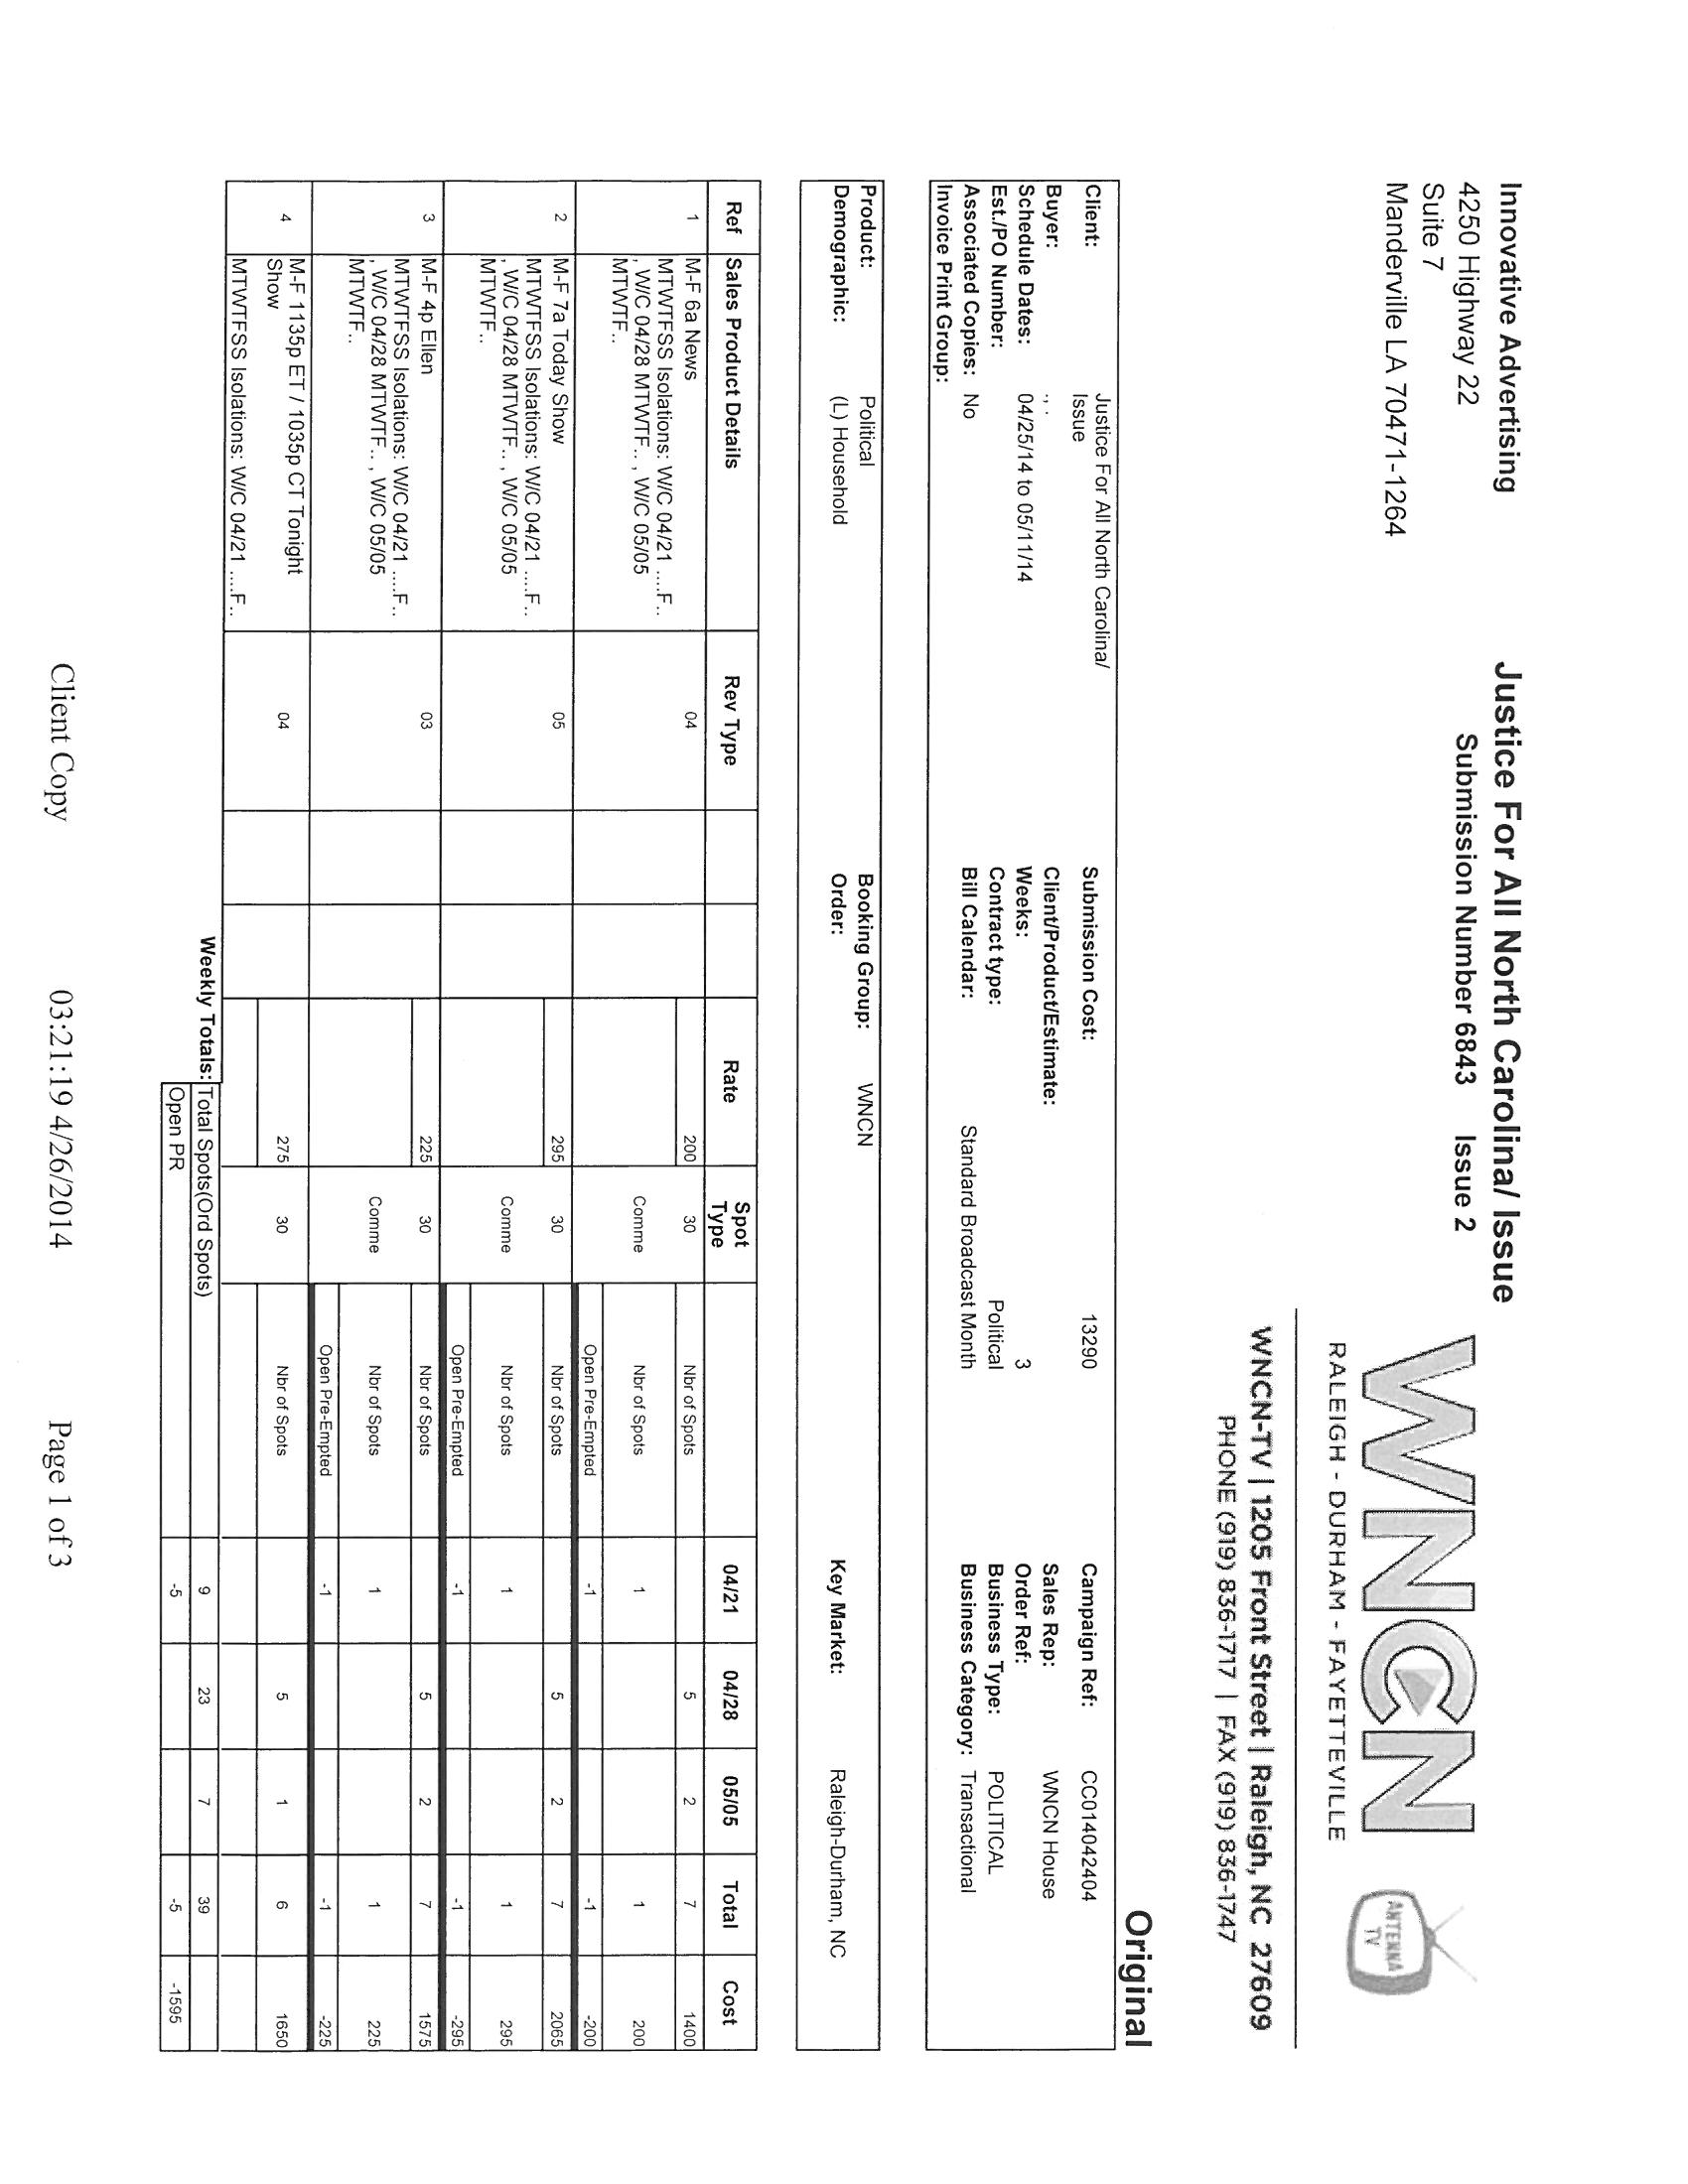 Innovative Advertising
4250 Highway 22
Suite 7
Manderville LA 70471-1264
Justice For All North Carolina/ Issue
Submission Number 6843 Issue 2
WNCN
RALEIGH - DURHAM - FAYETTEVILLE
ANTENNA
TV
WNCN-TV | 1205 Front Street | Raleigh, NC 27609
PHONE (919) 836-1717 | FAX (919) 836-1747
Original
Client: Justice For All North Carolina/ Submission Cost: 13290 Campaign Ref: CC014042404
Issue
Buyer: ., . Client/Product/Estimate: Sales Rep: WNCN House
Schedule Dates: 04/25/14 to 05/11/14 Weeks: 3 Order Ref:
Est./PO Number: Contract type: Political Business Type: POLITICAL
Associated Copies: No Bill Calendar: Standard Broadcast Month Business Category: Transactional
Invoice Print Group:
Product: Political Booking Group: WNCN
Demographic: (L) Household Order: Key Market: Raleigh-Durham, NC
Ref Sales Product Details Rev Type Rate Spot Type 04/21 04/28 05/05 Total Cost
1 M-F 6a News 04 200 30 Nbr of Spots 5 2 7 1400
MTWTFSS Isolations: W/C 04/21 ....F..
, W/C 04/28 MTWTF.. , W/C 05/05 Comme Nbr of Spots 1 1 200
MTWTF..
Open Pre-Empted -1 -1 -200
2 M-F 7a Today Show 05 295 30 Nbr of Spots 5 2 7 2065
MTWTFSS Isolations: W/C 04/21 ....F..
, W/C 04/28 MTWTF.. , W/C 05/05 Comme Nbr of Spots 1 1 295
MTWTF..
Open Pre-Empted -1 -1 -295
3 M-F 4p Ellen 03 225 30 Nbr of Spots 5 2 7 1575
MTWTFSS Isolations: W/C 04/21 ....F..
, W/C 04/28 MTWTF.. , W/C 05/05 Comme Nbr of Spots 1 1 225
MTWTF..
Open Pre-Empted -1 -1 -225
4 M-F 1135p ET / 1035p CT Tonight 04 275 30 Nbr of Spots 5 1 6 1650
Show
MTWTFSS Isolations: W/C 04/21 ....F..
Weekly Totals: Total Spots(Ord Spots) 9 23 7 39
Open PR -5 -5 -1595
Client Copy 03:21:19 4/26/2014 Page 1 of 3